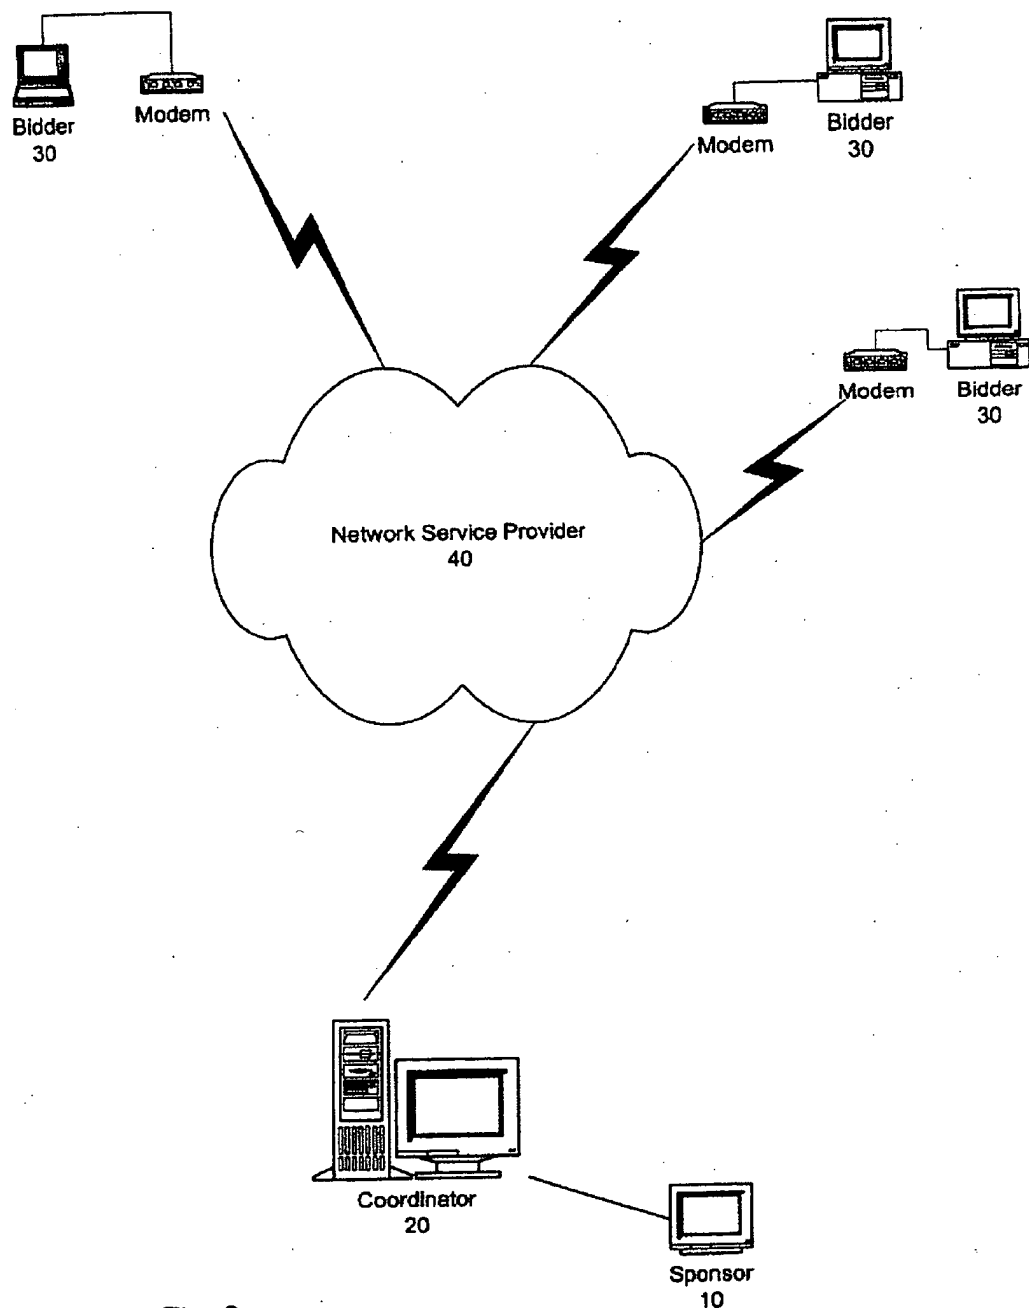 Bidder
30
Modem
Modem
Bidder
30
Modem
Bidder
30
Network Service Provider
40
Coordinator
20
Sponsor
10